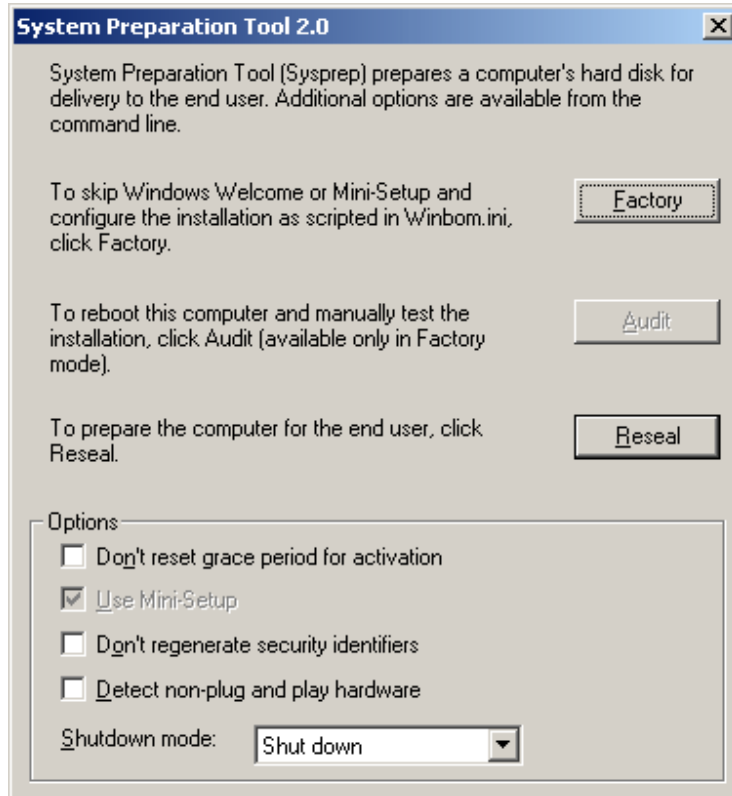 System Preparation Tool 2.0
System Preparation Tool (Sysprep) prepares a computer's hard disk for
delivery to the end user. Additional options are available from the
command line.
To skip Windows Welcome or Mini-Setup and
configure the installation as scripted in Winbom.ini,
click Factory.
Factory
To reboot this computer and manually test the
installation, click Audit (available only in Factory
mode).
Audit
To prepare the computer for the end user, click
Reseal.
Reseal
Options
Don't reset grace period for activation
Use Mini-Setup
Don't regenerate security identifiers
Detect non-plug and play hardware
Shutdown mode: Shut down